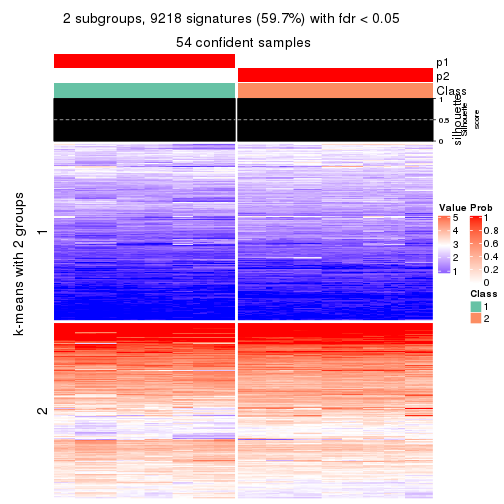 2 subgroups, 9218 signatures (59.7%) with fdr < 0.05
54 confident samples
p1
p2
Class
silhouette
Silhouette
score
1
0.5
0
k-means with 2 groups
1
2
Value
5
4
3
2
1
Prob
1
0.8
0.6
0.4
0.2
0
Class
1
2